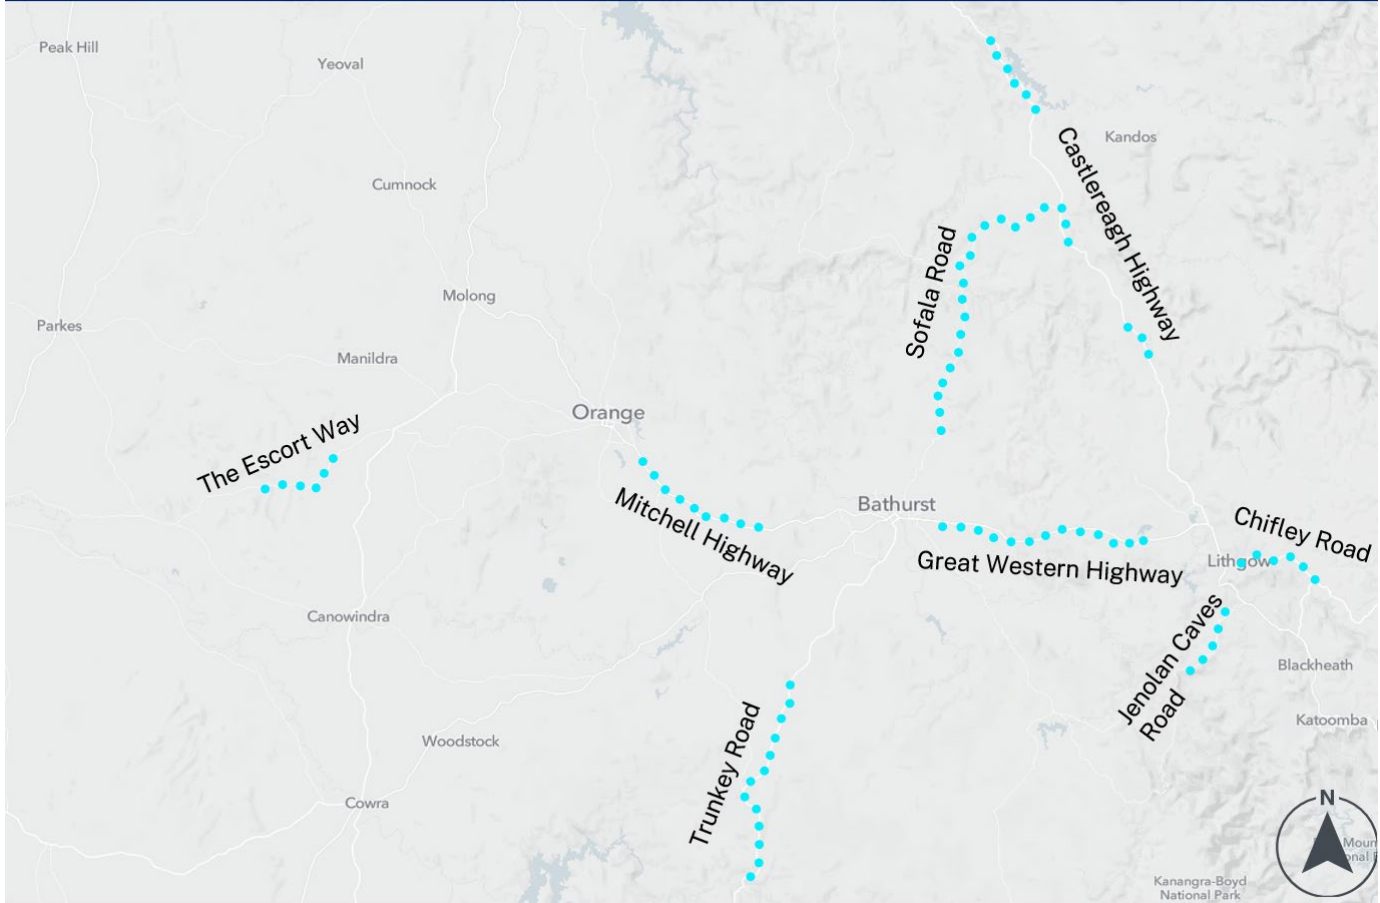 Peak Hill
Yeoval
Kandos
Castlereagh Highway
Cumnock
Sofala Road
Molong
Parkes
Manildra
Orange
The Escort Way
Mitchell Highway
Bathurst
Great Western Highway
Chifley Road
Lithgow
Jenolan Caves
Road
Canowindra
Blackheath
Katoomba
Trunkey Road
Woodstock
Cowra
N
Kanangra-Boyd
National Park